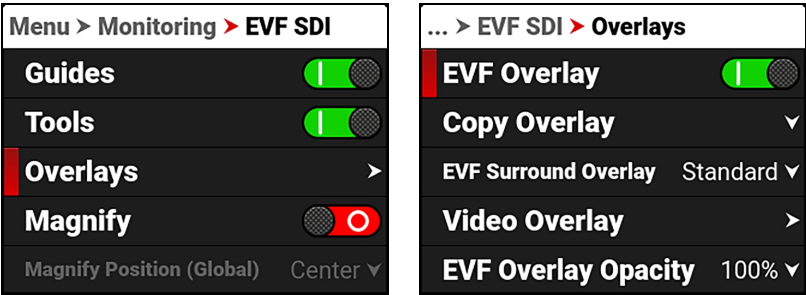 Menu > Monitoring > EVF SDI
Guides
Tools
Overlays
Magnify
Magnify Position (Global) Center
... > EVF SDI > Overlays
EVF Overlay
Copy Overlay
EVF Surround Overlay Standard
Video Overlay
EVF Overlay Opacity 100%